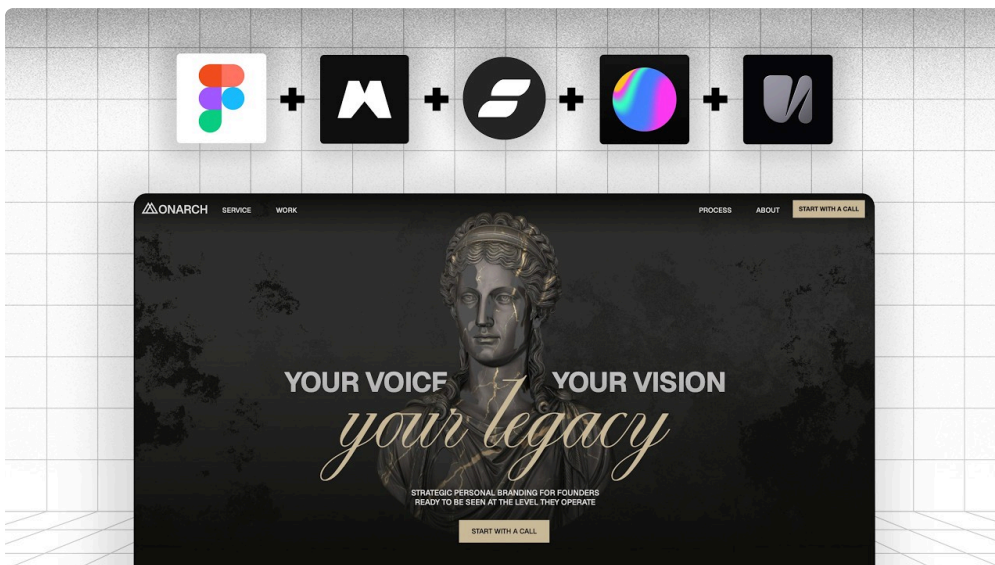 MONARCH SERVICE WORK PROCESS ABOUT START WITH A CALL
YOUR VOICE YOUR VISION
your legacy
STRATEGIC PERSONAL BRANDING FOR FOUNDERS
READY TO BE SEEN AT THE LEVEL THEY OPERATE
START WITH A CALL